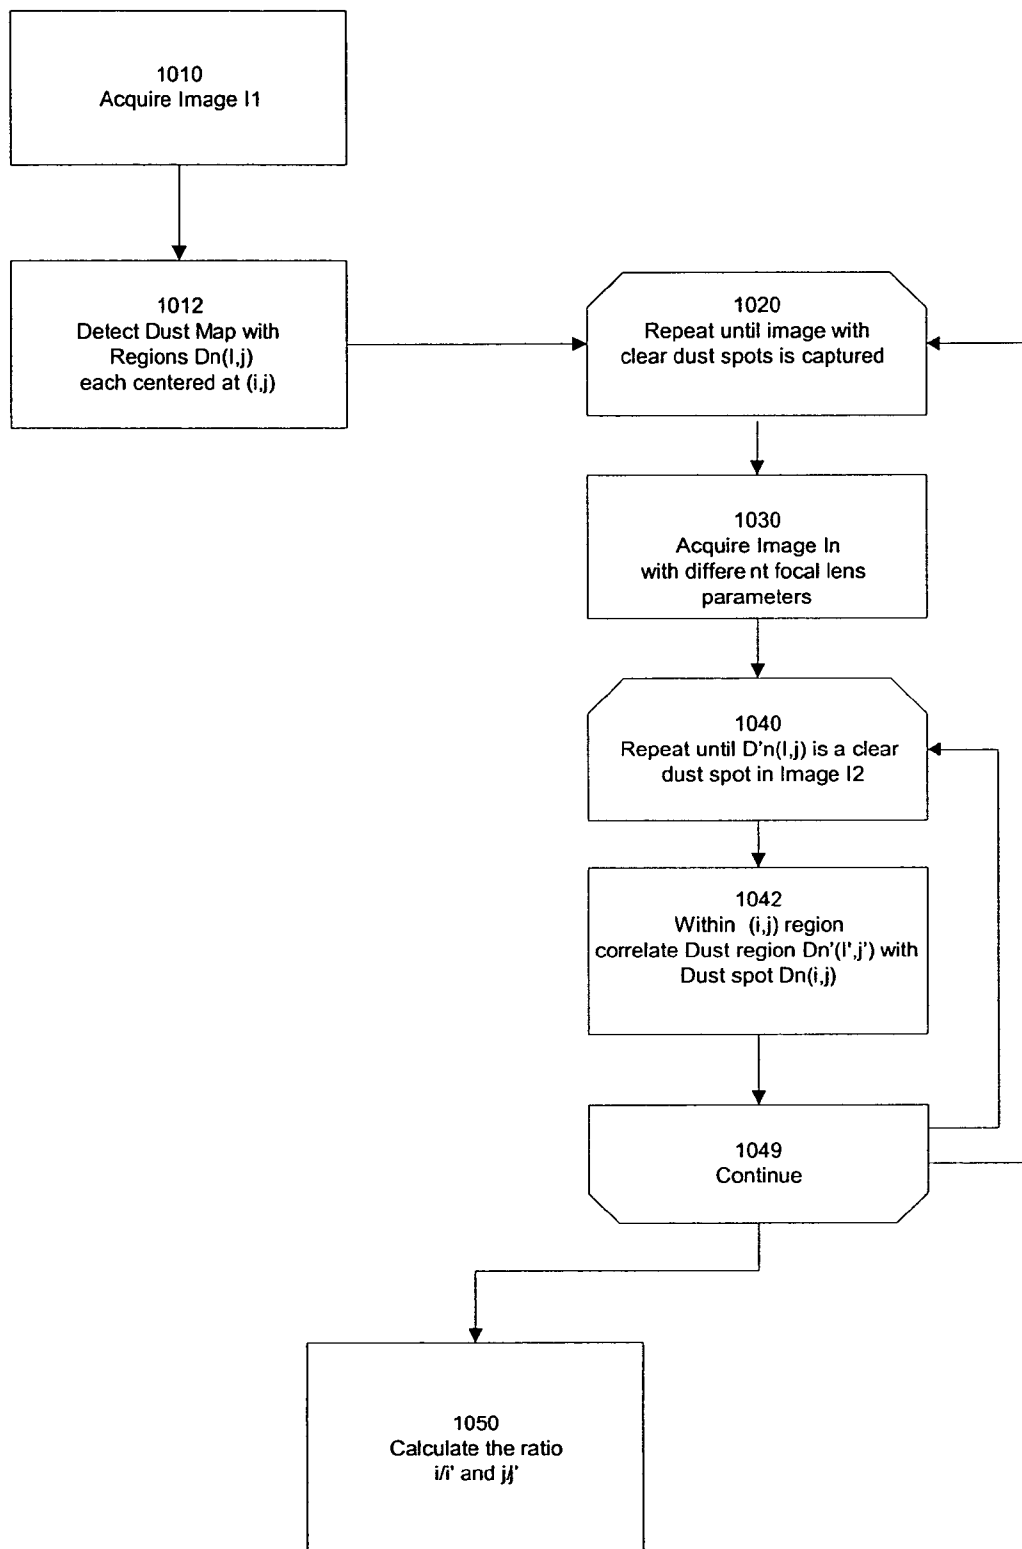 1010
Acquire Image I1
1012
Detect Dust Map with
Regions Dn(I,j)
each centered at (i,j)
1020
Repeat until image with
clear dust spots is captured
1030
Acquire Image In
with different focal lens
parameters
1040
Repeat until D'n(I,j) is a clear
dust spot in Image I2
1042
Within (i,j) region
correlate Dust region Dn'(I',j') with
Dust spot Dn(i,j)
1049
Continue
1050
Calculate the ratio
i/i' and j/j'